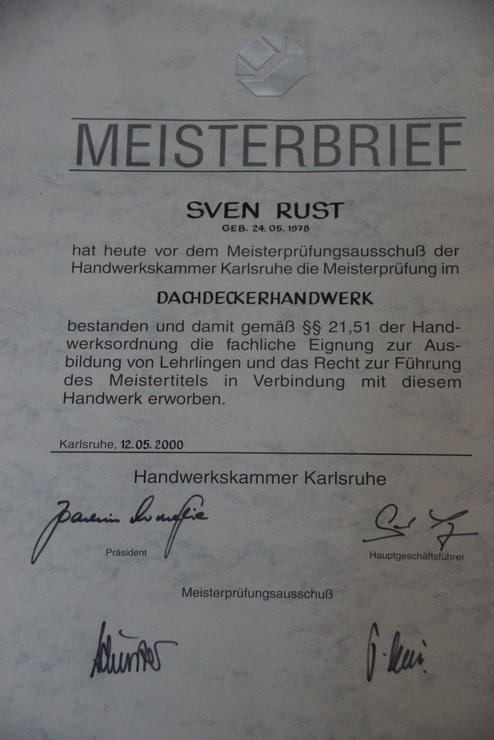 MEISTERBRIEF
SVEN RUST
GEB. 24.05.1978
hat heute vor dem Meisterprüfungsausschuß der
Handwerkskammer Karlsruhe die Meisterprüfung im
DACHDECKERHANDWERK
bestanden und damit gemäß §§ 21,51 der Hand-
werksordnung die fachliche Eignung zur Aus-
bildung von Lehrlingen und das Recht zur Führung
des Meistertitels in Verbindung mit diesem
Handwerk erworben.
Karlsruhe, 12.05.2000
Handwerkskammer Karlsruhe
Präsident
Hauptgeschäftsführer
Meisterprüfungsausschuß